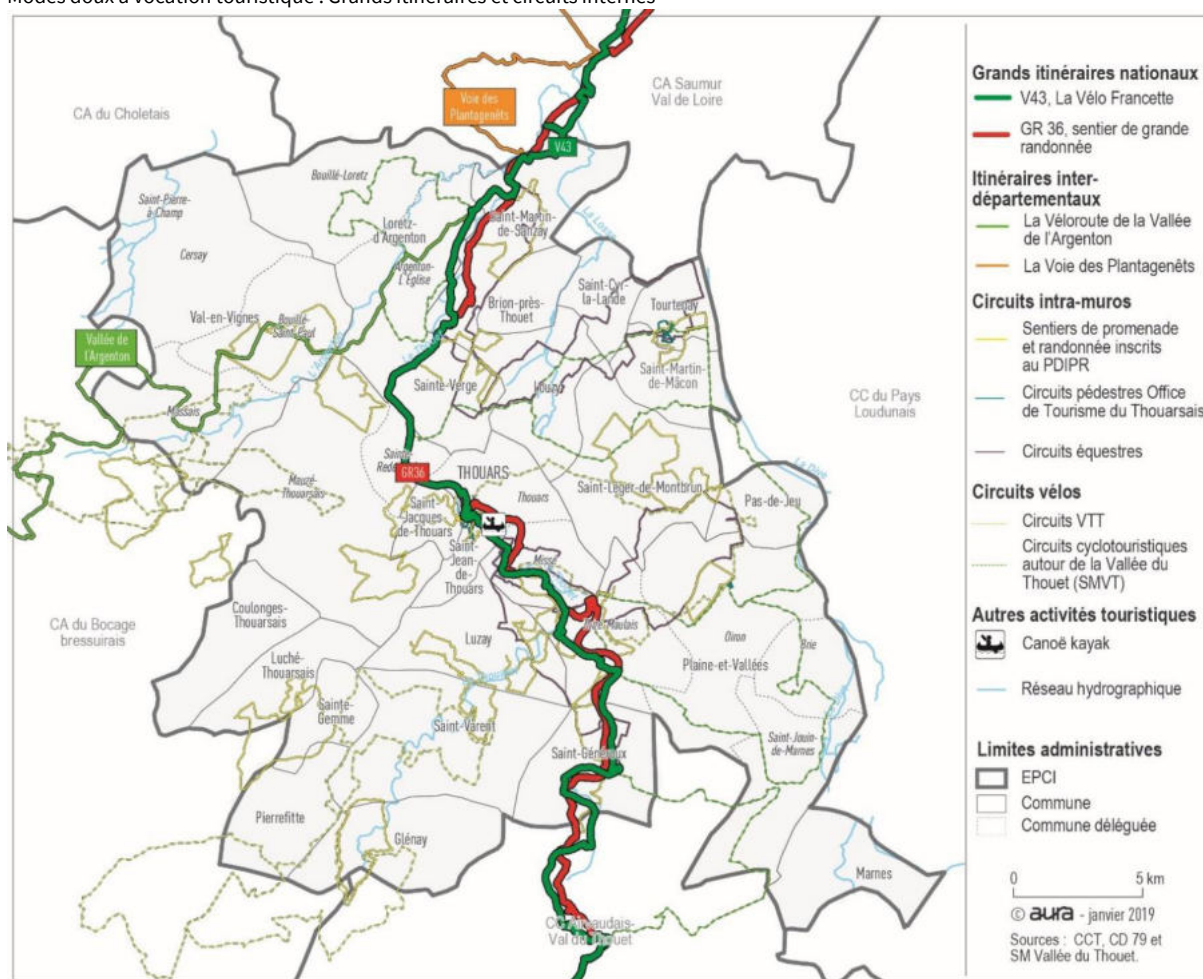 Modes doux à vocation touristique : Grands itinéraires et circuits internes
CA du Choletais
Voie des
Plantagenêts
CA Saumur
Val de Loire
V43
Bouillé-Loretz
Saint-Pierre-
à-Champ
Cersay
Loretz-
d'Argenton
Argenton-
L'Église
Saint-Martin-
de-Sanzay
Saint-Cyr-
la-Lande
Brion-près-
Thouet
Tourtenay
Val-en-Vignes
Bouillé-
Saint-Paul
L'Argenton
Vallée de
l'Argenton
Saint-Martin-
de-Mâcon
Sainte-Verge
Louzy
CC du Pays
Loudunais
Massais
Mauzé-
Thouarsais
GR36
THOUARS
Thouars
Saint-Léger-de-Montbrun
Pas-de-Jeu
Saint-
Jacques-
de-Thouars
Saint-
Jean-
de-
Thouars
Missé
CA du Bocage
bressuirais
Coulonges-
Thouarsais
Luzay
Oiron
Brie
Luché-
Thouarsais
Plaine-et-Vallées
Sainte-
Gemme
Saint-Varent
Saint-Généroux
Saint-Jouin-
de-Marnes
Pierrefitte
Glénay
Marnes
Val du Thouet
Grands itinéraires nationaux
V43, La Vélo Francette
GR 36, sentier de grande
randonnée
Itinéraires inter-
départementaux
La Véloroute de la Vallée
de l'Argenton
La Voie des Plantagenêts
Circuits intra-muros
Sentiers de promenade
et randonnée inscrits
au PDIPR
Circuits pédestres Office
de Tourisme du Thouarsais
Circuits équestres
Circuits vélos
Circuits VTT
Circuits cyclotouristiques
autour de la Vallée du
Thouet (SMVT)
Autres activités touristiques
Canoë kayak
Réseau hydrographique
Limites administratives
EPCI
Commune
Commune déléguée
0 5 km
© aura - janvier 2019
Sources : CCT, CD 79 et
SM Vallée du Thouet.